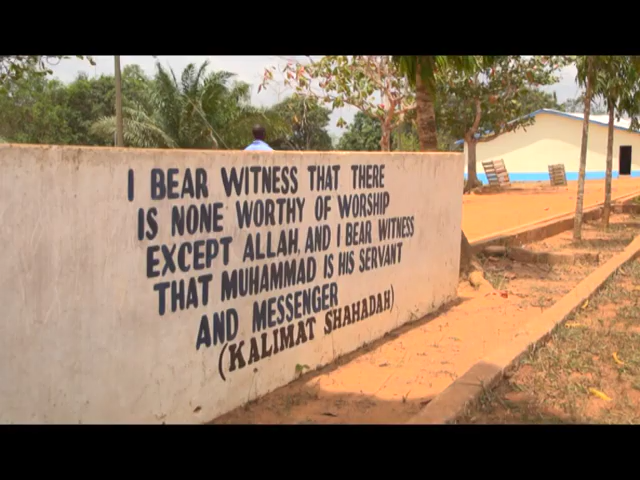 I BEAR WITNESS THAT THERE
IS NONE WORTHY OF WORSHIP
EXCEPT ALLAH, AND I BEAR WITNESS
THAT MUHAMMAD IS HIS SERVANT
AND MESSENGER
(KALIMAT SHAHADAH)